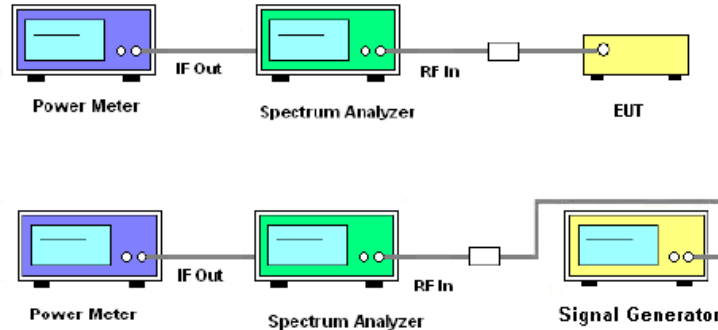 IF Out
RF In
Power Meter
Spectrum Analyzer
EUT
IF Out
RF In
Power Meter
Spectrum Analyzer
Signal Generator